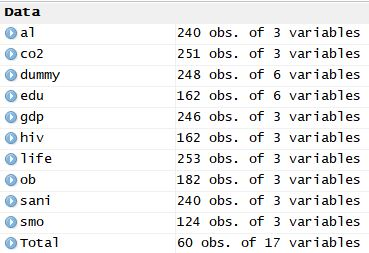 Data
al 240 obs. of 3 variables
co2 251 obs. of 3 variables
dummy 248 obs. of 6 variables
edu 162 obs. of 6 variables
gdp 246 obs. of 3 variables
hiv 162 obs. of 3 variables
life 253 obs. of 3 variables
ob 182 obs. of 3 variables
sani 240 obs. of 3 variables
smo 124 obs. of 3 variables
Total 60 obs. of 17 variables